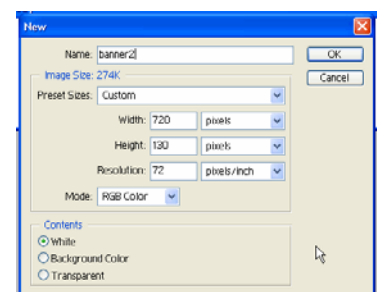 New
Name: banner2
OK
Image Size: 274K
Cancel
Preset Sizes: Custom
Width: 720 pixels
Height: 130 pixels
Resolution: 72 pixels/inch
Mode: RGB Color
Contents
White
Background Color
Transparent